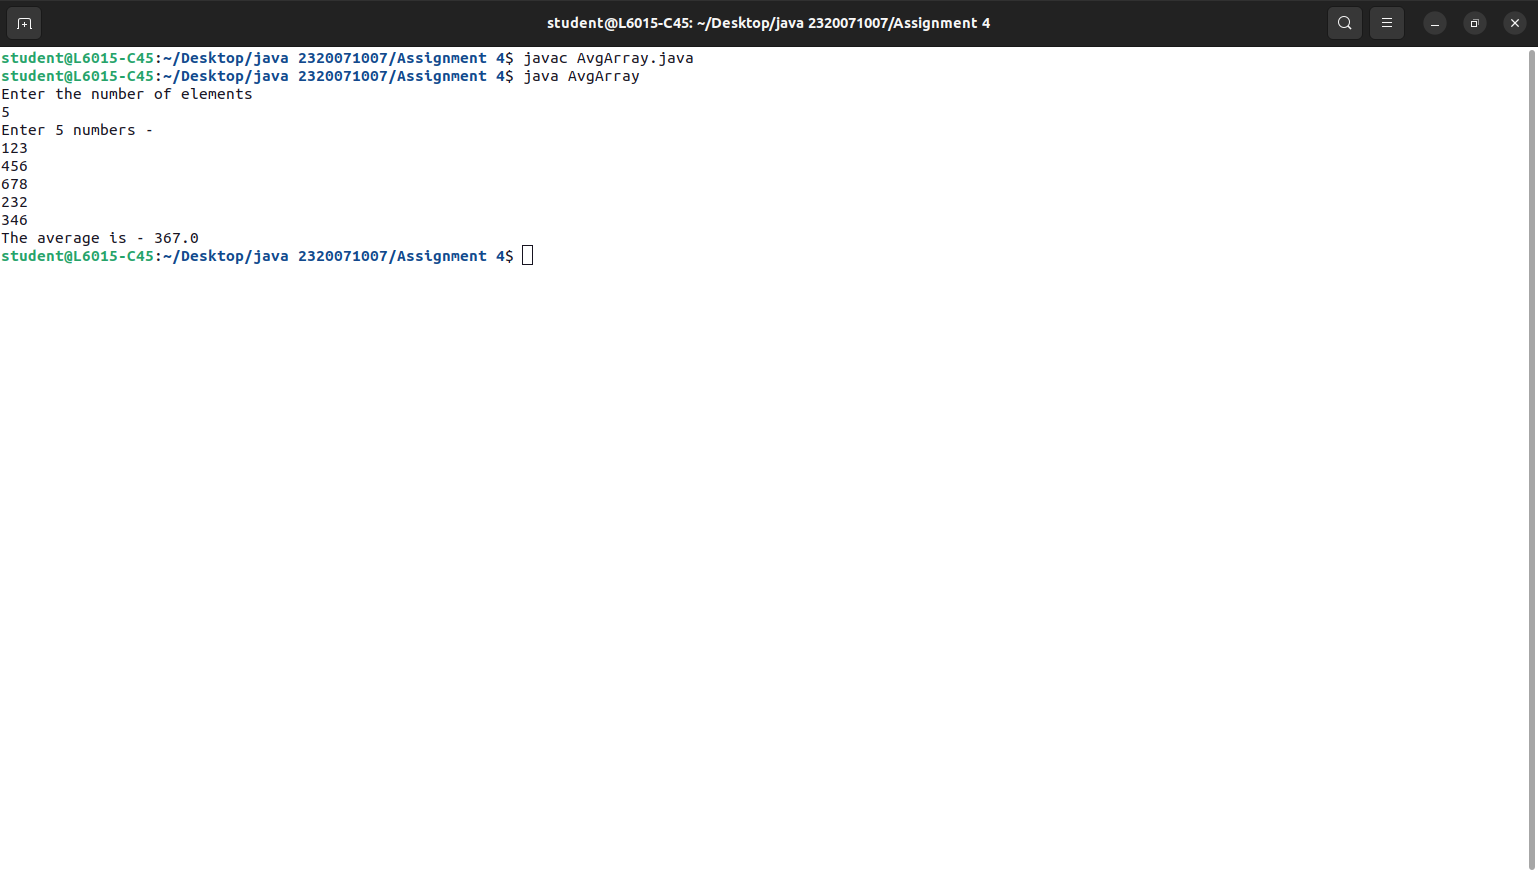 student@L6015-C45: ~/Desktop/java 2320071007/Assignment 4
student@L6015-C45:~/Desktop/java 2320071007/Assignment 4$ javac AvgArray.java
student@L6015-C45:~/Desktop/java 2320071007/Assignment 4$ java AvgArray
Enter the number of elements
5
Enter 5 numbers -
123
456
678
232
346
The average is - 367.0
student@L6015-C45:~/Desktop/java 2320071007/Assignment 4$